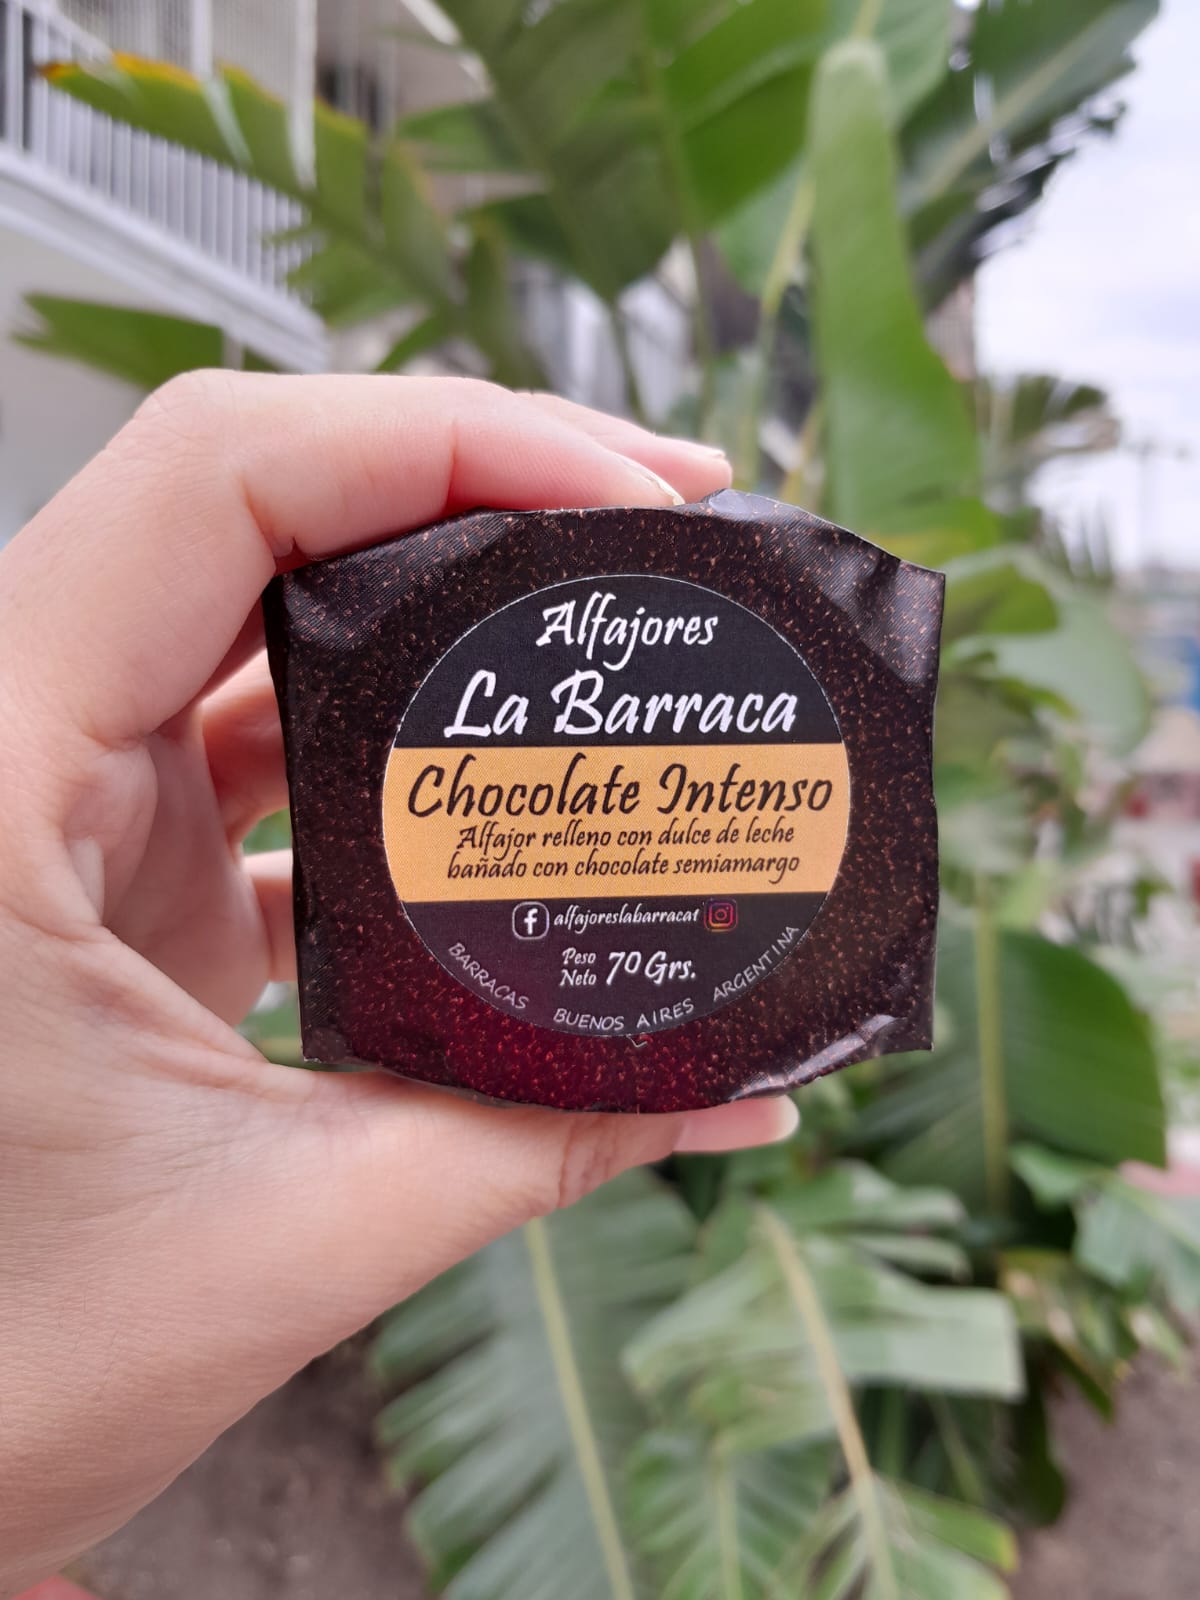 Alfajores
La Barraca
Chocolate Intenso
Alfajor relleno con dulce de leche
bañado con chocolate semiamargo
alfajoreslabarraca1
Peso
Neto 70 Grs.
BARRACAS BUENOS AIRES ARGENTINA